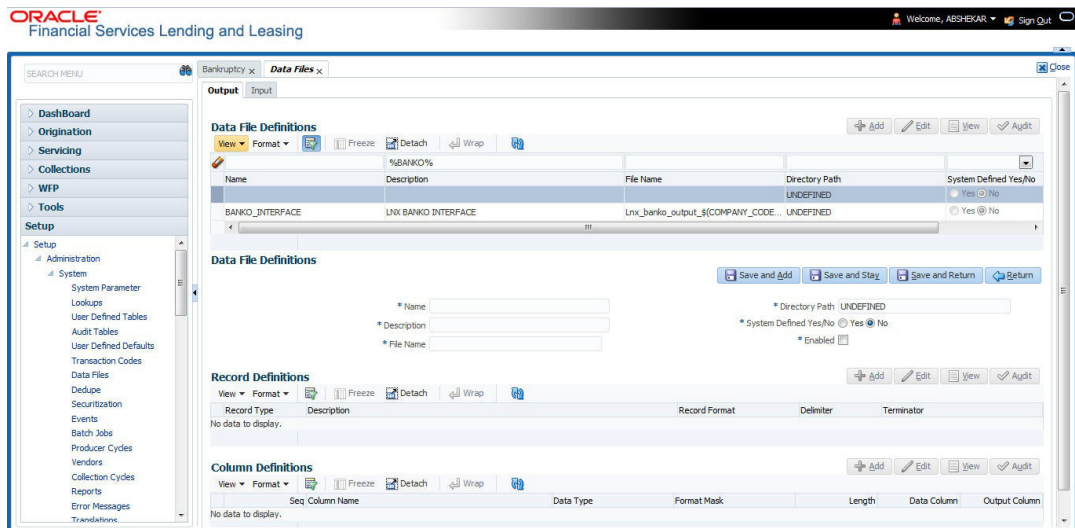 ORACLE
Financial Services Lending and Leasing
Welcome, ABSHEKAR
Sign Out
SEARCH MENU
Bankruptcy x
Data Files x
Close
Output
Input
DashBoard
Origination
Servicing
Collections
WFP
Tools
Setup
Setup
Administration
System
System Parameter
Lookups
User Defined Tables
Audit Tables
User Defined Defaults
Transaction Codes
Data Files
Dedupe
Securitization
Events
Batch Jobs
Producer Cycles
Vendors
Collection Cycles
Reports
Error Messages
Translations
Data File Definitions
Add Edit View Audit
View Format Freeze Detach Wrap
%BANKO%
Name Description File Name Directory Path System Defined Yes/No
UNDEFINED Yes No
BANKO_INTERFACE LNX BANKO INTERFACE Lnx_banko_output_$(COMPANY_CODE... UNDEFINED Yes No
Data File Definitions
Save and Add Save and Stay Save and Return Return
* Name
* Directory Path UNDEFINED
* Description
* System Defined Yes/No Yes No
* File Name
* Enabled
Record Definitions
Add Edit View Audit
View Format Freeze Detach Wrap
Record Type Description Record Format Delimiter Terminator
No data to display.
Column Definitions
Add Edit View Audit
View Format Freeze Detach Wrap
Seq Column Name Data Type Format Mask Length Data Column Output Column
No data to display.